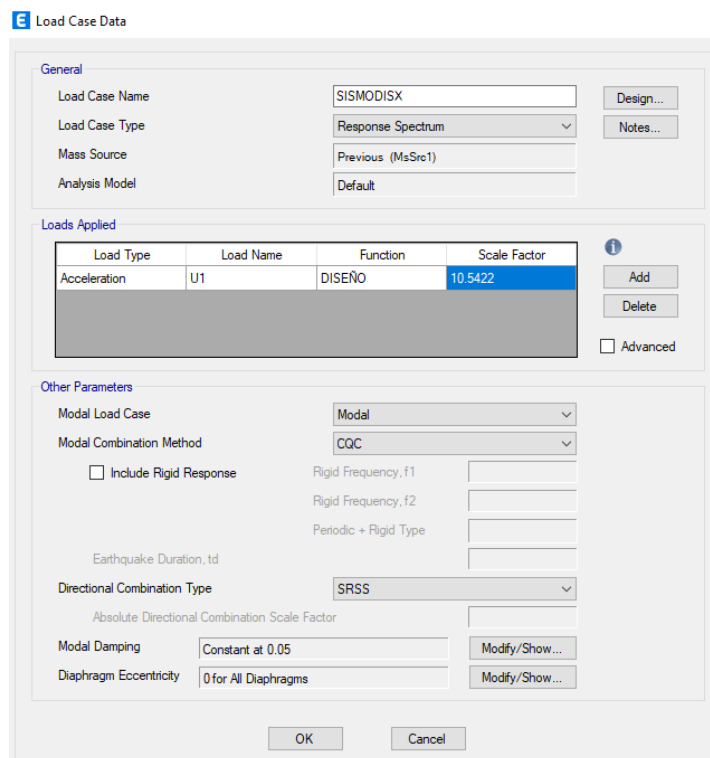 E Load Case Data
General
Load Case Name SISMODISX Design...
Load Case Type Response Spectrum Notes...
Mass Source Previous (MsSrc1)
Analysis Model Default
Loads Applied
Load Type Load Name Function Scale Factor
Acceleration U1 DISEÑO 10.5422
i
Add
Delete
Advanced
Other Parameters
Modal Load Case Modal
Modal Combination Method CQC
Include Rigid Response Rigid Frequency, f1
Rigid Frequency, f2
Periodic + Rigid Type
Earthquake Duration, td
Directional Combination Type SRSS
Absolute Directional Combination Scale Factor
Modal Damping Constant at 0.05 Modify/Show...
Diaphragm Eccentricity 0 for All Diaphragms Modify/Show...
OK Cancel